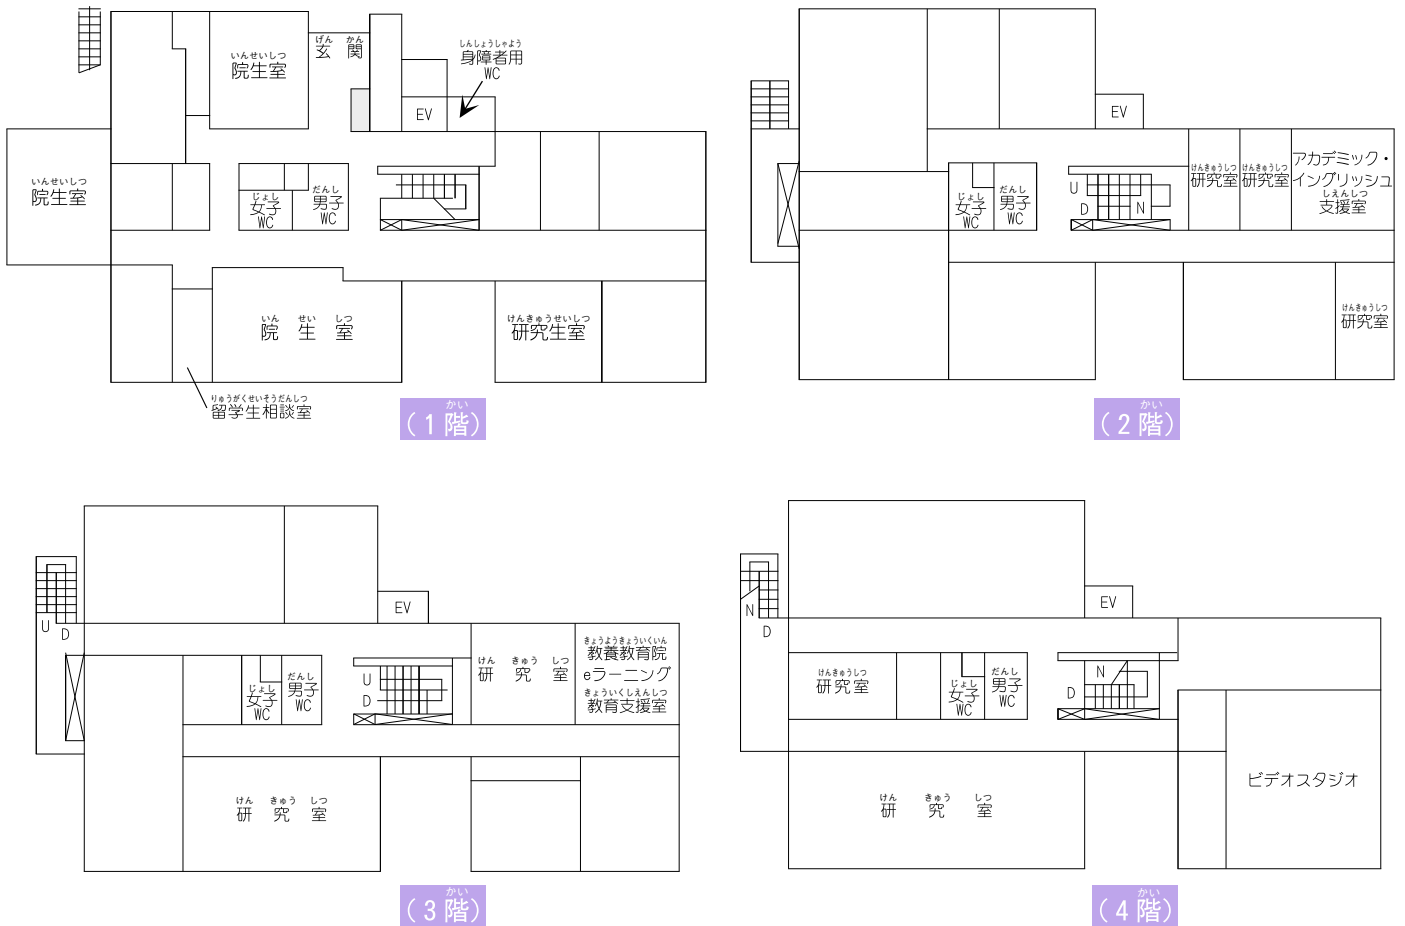 いんせいしつ
院生室
げん かん
玄 関
しんしょうしゃよう
身障者用
WC
EV
いんせいしつ
院生室
じょし
女子
WC
だんし
男子
WC
いん せい しつ
院 生 室
けんきゅうせいしつ
研究生室
りゅうがくせいそうだんしつ
留学生相談室
かい
(1階)
EV
じょし
女子
WC
だんし
男子
WC
U
D
N
けんきゅうしつ
研究室
けんきゅうしつ
研究室
アカデミック・
イングリッシュ
しえんしつ
支援室
けんきゅうしつ
研究室
かい
(2階)
U
D
EV
じょし
女子
WC
だんし
男子
WC
U
D
けん きゅう しつ
研 究 室
きょうようきょういくいん
教養教育院
eラーニング
きょういくしえんしつ
教育支援室
けん きゅう しつ
研 究 室
かい
(3階)
N
D
EV
けんきゅうしつ
研究室
じょし
女子
WC
だんし
男子
WC
N
D
ビデオスタジオ
けん きゅう しつ
研 究 室
かい
(4階)